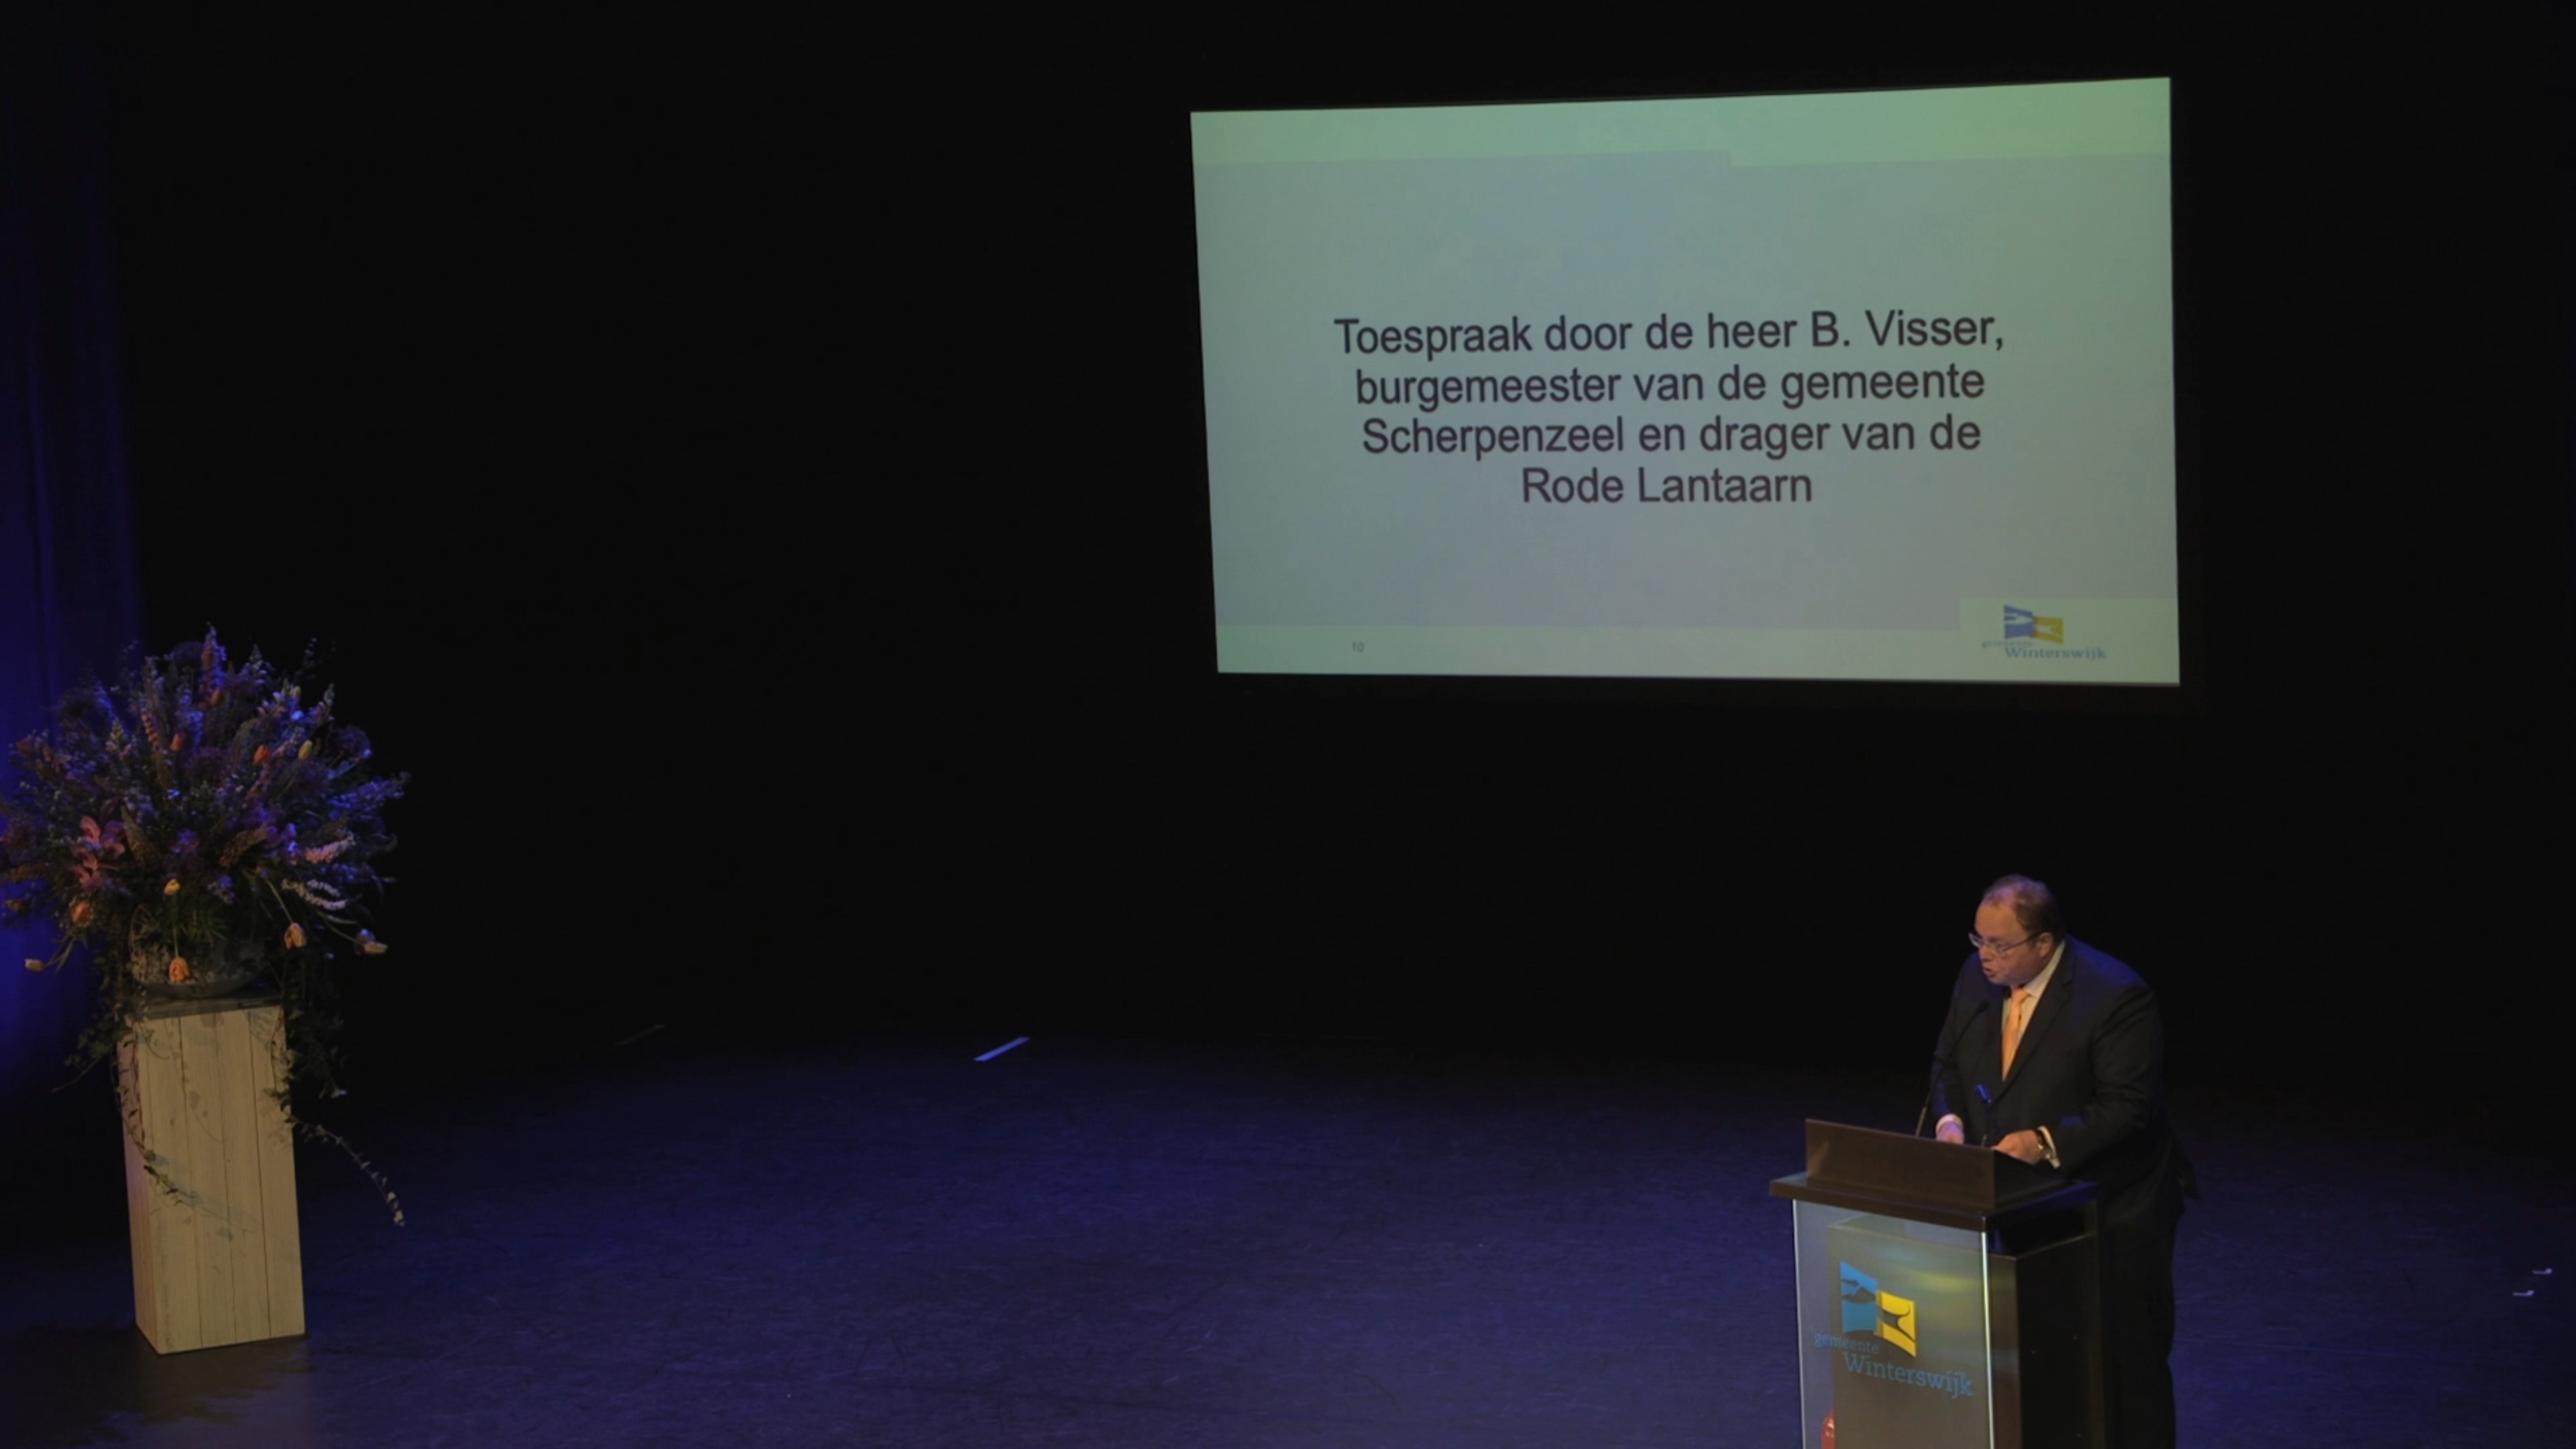 Toespraak door de heer B. Visser,
burgemeester van de gemeente
Scherpenzeel en drager van de
Rode Lantaarn
10
gemeente
Winterswijk
gemeente
Winterswijk